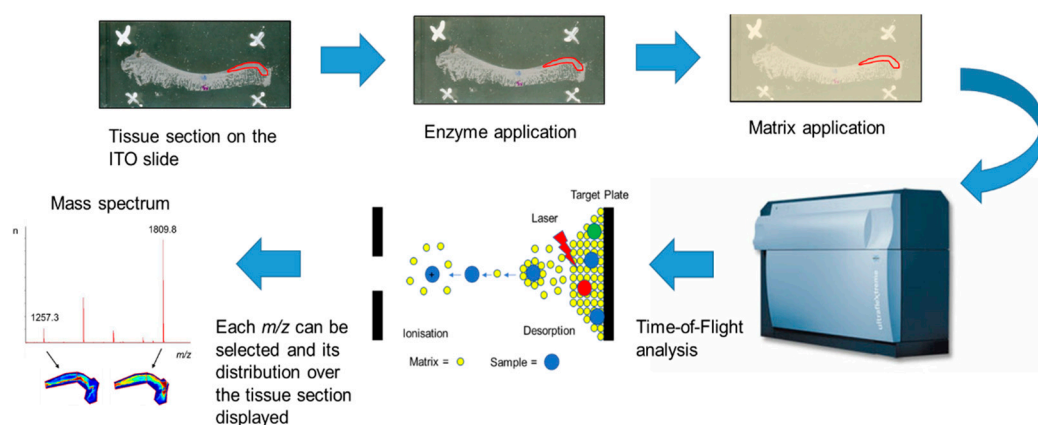 Tissue section on the
ITO slide
Enzyme application
Matrix application
ultrafleXtreme
Time-of-Flight
analysis
Target Plate
Laser
+
Ionisation
Desorption
Matrix =
Sample =
Each m/z can be
selected and its
distribution over
the tissue section
displayed
Mass spectrum
n
1809.8
1257.3
m/z